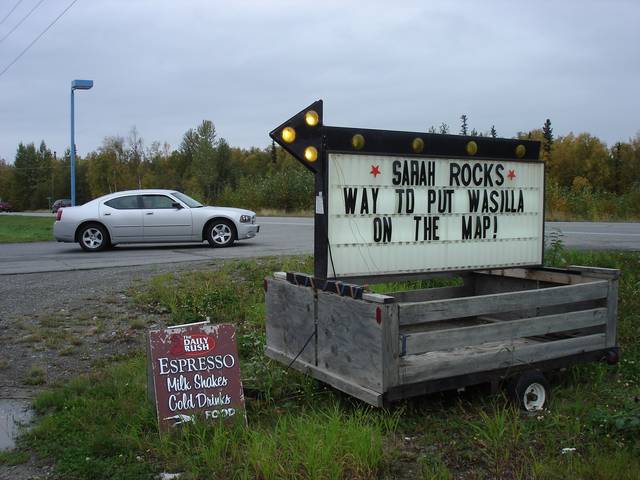 SARAH ROCKS
WAY TO PUT WASILLA
ON THE MAP!
The
DAILY
RUSH
ESPRESSO
Milk Shakes
Cold Drinks
FOOD